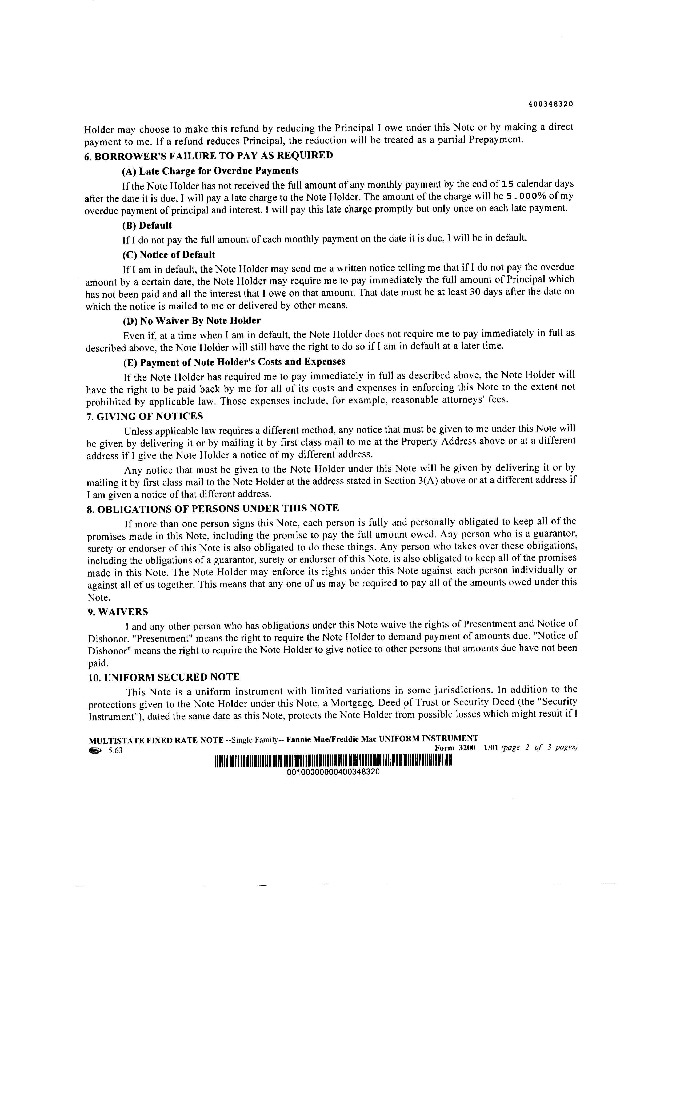 400348320
Holder may choose to make this refund by reducing the Principal I owe under this Note or by making a direct
payment to me. If a refund reduces Principal, the reduction will be treated as a partial Prepayment.
6. BORROWER'S FAILURE TO PAY AS REQUIRED
(A) Late Charge for Overdue Payments
If the Note Holder has not received the full amount of any monthly payment by the end of 15 calendar days
after the date it is due, I will pay a late charge to the Note Holder. The amount of the charge will be 5.000% of my
overdue payment of principal and interest. I will pay this late charge promptly but only once on each late payment.
(B) Default
If I do not pay the full amount of each monthly payment on the date it is due, I will be in default.
(C) Notice of Default
If I am in default, the Note Holder may send me a written notice telling me that if I do not pay the overdue
amount by a certain date, the Note Holder may require me to pay immediately the full amount of Principal which
has not been paid and all the interest that I owe on that amount. That date must be at least 30 days after the date on
which the notice is mailed to me or delivered by other means.
(D) No Waiver By Note Holder
Even if, at a time when I am in default, the Note Holder does not require me to pay immediately in full as
described above, the Note Holder will still have the right to do so if I am in default at a later time.
(E) Payment of Note Holder's Costs and Expenses
If the Note Holder has required me to pay immediately in full as described above, the Note Holder will
have the right to be paid back by me for all of its costs and expenses in enforcing this Note to the extent not
prohibited by applicable law. Those expenses include, for example, reasonable attorneys' fees.
7. GIVING OF NOTICES
Unless applicable law requires a different method, any notice that must be given to me under this Note will
be given by delivering it or by mailing it by first class mail to me at the Property Address above or at a different
address if I give the Note Holder a notice of my different address.
Any notice that must be given to the Note Holder under this Note will be given by delivering it or by
mailing it by first class mail to the Note Holder at the address stated in Section 3(A) above or at a different address if
I am given a notice of that different address.
8. OBLIGATIONS OF PERSONS UNDER THIS NOTE
If more than one person signs this Note, each person is fully and personally obligated to keep all of the
promises made in this Note, including the promise to pay the full amount owed. Any person who is a guarantor,
surety or endorser of this Note is also obligated to do these things. Any person who takes over these obligations,
including the obligations of a guarantor, surety or endorser of this Note, is also obligated to keep all of the promises
made in this Note. The Note Holder may enforce its rights under this Note against each person individually or
against all of us together. This means that any one of us may be required to pay all of the amounts owed under this
Note.
9. WAIVERS
I and any other person who has obligations under this Note waive the rights of Presentment and Notice of
Dishonor. "Presentment" means the right to require the Note Holder to demand payment of amounts due. "Notice of
Dishonor" means the right to require the Note Holder to give notice to other persons that amounts due have not been
paid.
10. UNIFORM SECURED NOTE
This Note is a uniform instrument with limited variations in some jurisdictions. In addition to the
protections given to the Note Holder under this Note, a Mortgage, Deed of Trust or Security Deed (the "Security
Instrument"), dated the same date as this Note, protects the Note Holder from possible losses which might result if I
MULTISTATE FIXED RATE NOTE --Single Family-- Fannie Mae/Freddie Mac UNIFORM INSTRUMENT
5.63 Form 3200 1/01 (page 2 of 3 pages)
00100000000400348320